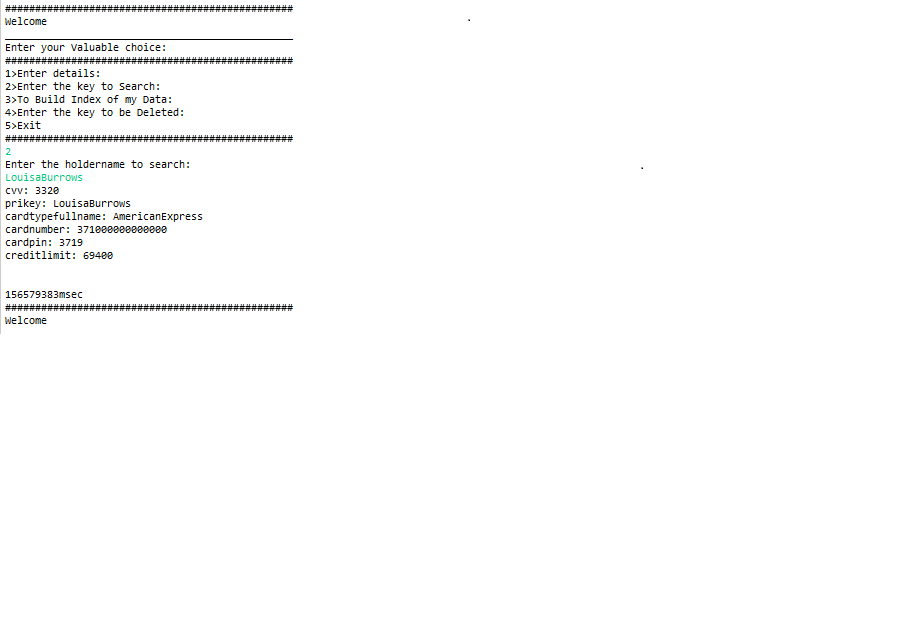 ################################################
Welcome
________________________________________________
Enter your Valuable choice:
################################################
1>Enter details:
2>Enter the key to Search:
3>To Build Index of my Data:
4>Enter the key to be Deleted:
5>Exit
################################################
2
Enter the holdername to search:
LouisaBurrows
cvv: 3320
prikey: LouisaBurrows
cardtypefullname: AmericanExpress
cardnumber: 371000000000000
cardpin: 3719
creditlimit: 69400
156579383msec
################################################
Welcome